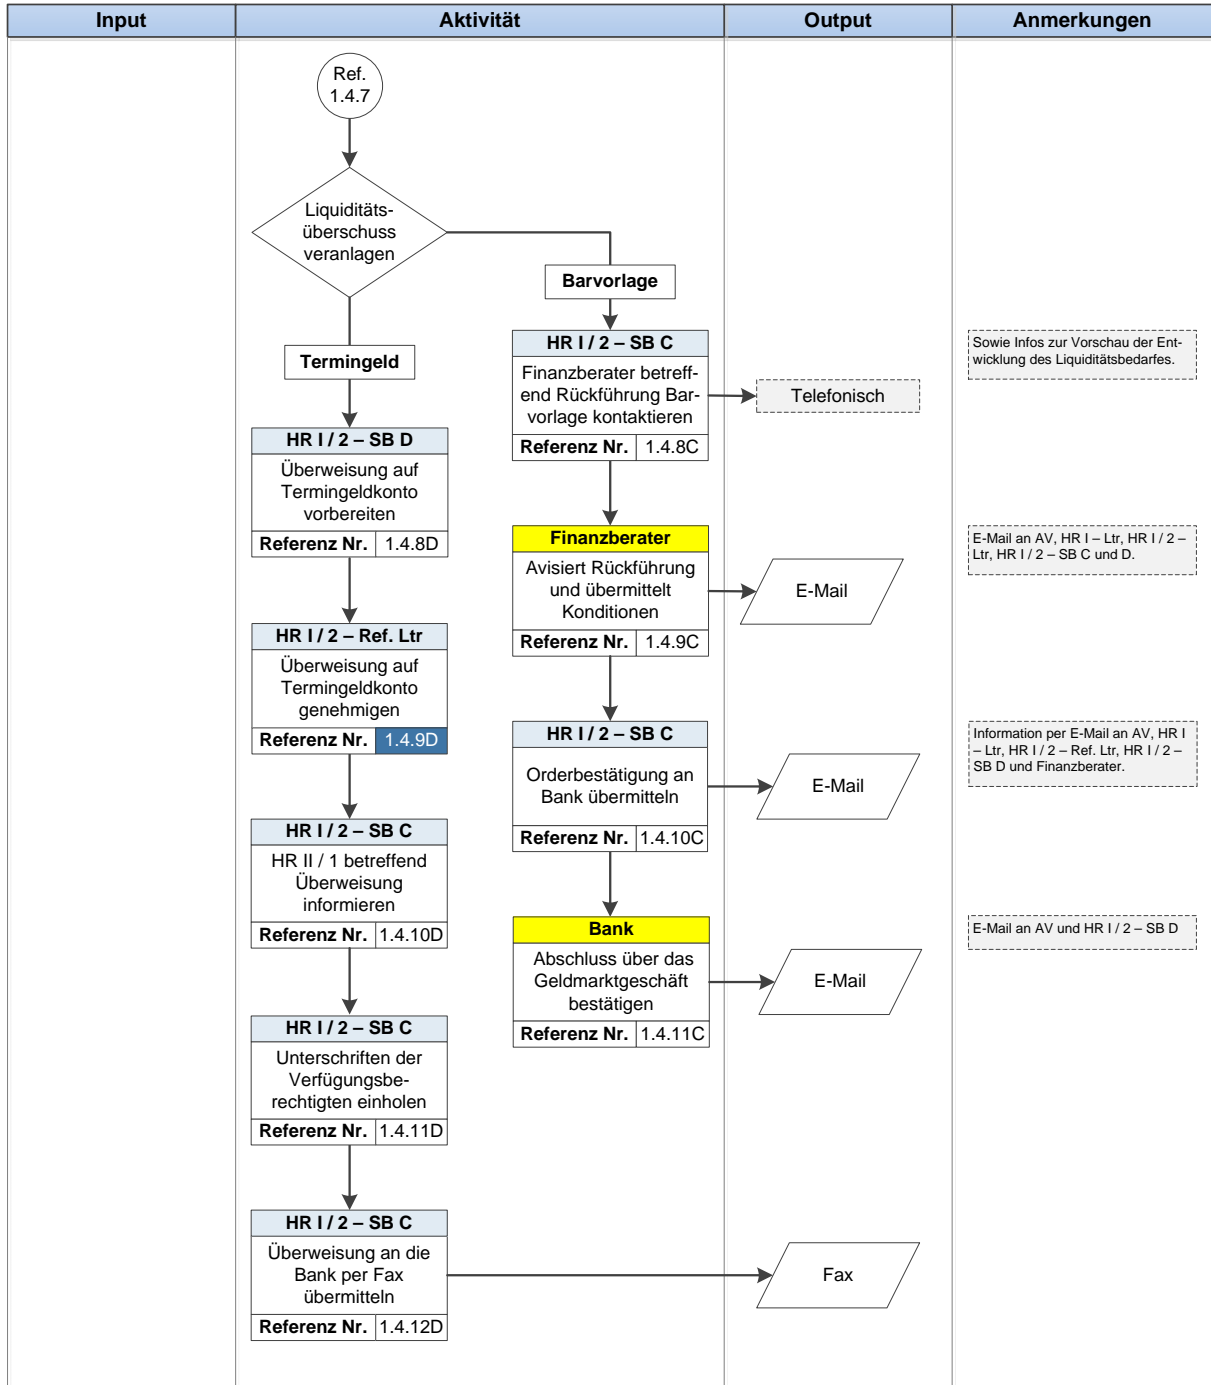 Input
Aktivität
Output
Anmerkungen
Ref.
1.4.7
Liquiditäts-
überschuss
veranlagen
Termingeld
HR I / 2 – SB D
Überweisung auf
Termingeldkonto
vorbereiten
Referenz Nr. 1.4.8D
HR I / 2 – Ref. Ltr
Überweisung auf
Termingeldkonto
genehmigen
Referenz Nr. 1.4.9D
HR I / 2 – SB C
HR II / 1 betreffend
Überweisung
informieren
Referenz Nr. 1.4.10D
HR I / 2 – SB C
Unterschriften der
Verfügungsbe-
rechtigten einholen
Referenz Nr. 1.4.11D
HR I / 2 – SB C
Überweisung an die
Bank per Fax
übermitteln
Referenz Nr. 1.4.12D
Fax
Barvorlage
HR I / 2 – SB C
Finanzberater betreff-
end Rückführung Bar-
vorlage kontaktieren
Referenz Nr. 1.4.8C
Telefonisch
Sowie Infos zur Vorschau der Ent-
wicklung des Liquiditätsbedarfes.
Finanzberater
Avisiert Rückführung
und übermittelt
Konditionen
Referenz Nr. 1.4.9C
E-Mail
E-Mail an AV, HR I – Ltr, HR I / 2 –
Ltr, HR I / 2 – SB C und D.
HR I / 2 – SB C
Orderbestätigung an
Bank übermitteln
Referenz Nr. 1.4.10C
E-Mail
Information per E-Mail an AV, HR I
– Ltr, HR I / 2 – Ref. Ltr, HR I / 2 –
SB D und Finanzberater.
Bank
Abschluss über das
Geldmarktgeschäft
bestätigen
Referenz Nr. 1.4.11C
E-Mail
E-Mail an AV und HR I / 2 – SB D